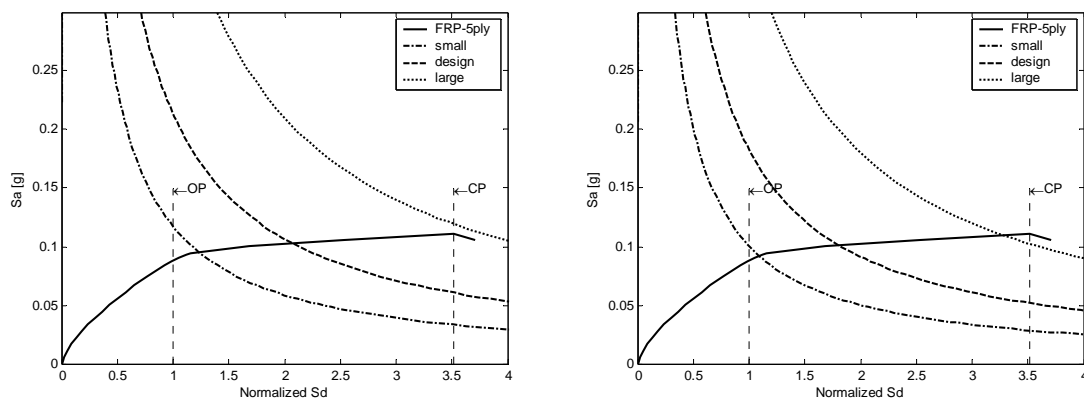 FRP-5ply
small
design
large
0.25
0.2
0.15
0.1
0.05
0
Sa [g]
←OP
←CP
0 0.5 1 1.5 2 2.5 3 3.5 4
Normalized Sd
FRP-5ply
small
design
large
0.25
0.2
0.15
0.1
0.05
0
Sa [g]
←OP
←CP
0 0.5 1 1.5 2 2.5 3 3.5 4
Normalized Sd